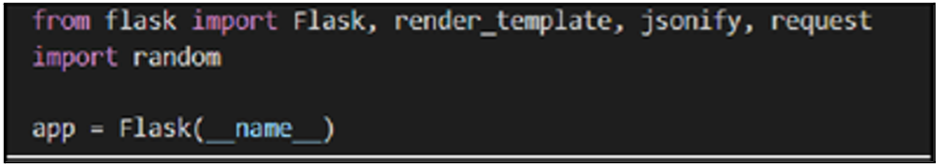 from flask import Flask, render_template, jsonify, request
import random
app = Flask(__name__)